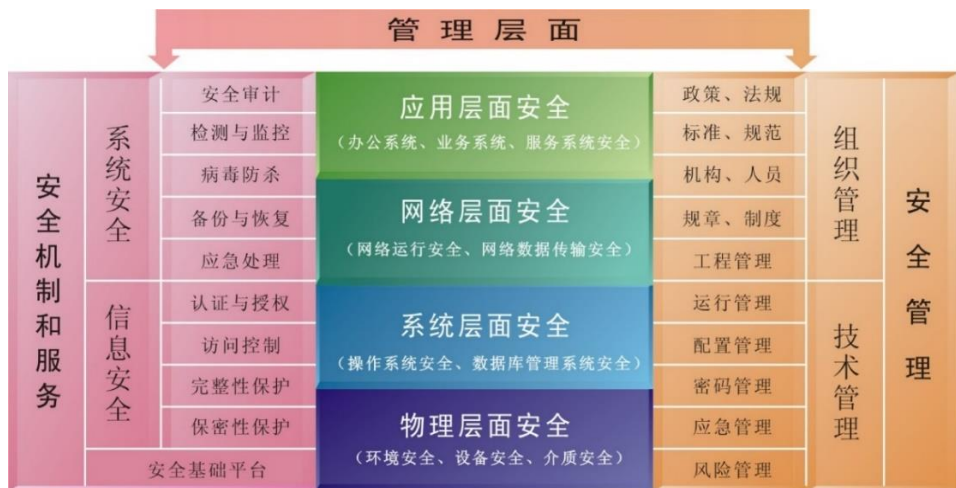 管理层面
安全机制和服务
系统安全
安全审计
检测与监控
病毒防杀
备份与恢复
应急处理
信息安全
认证与授权
访问控制
完整性保护
保密性保护
安全基础平台
应用层面安全
（办公系统、业务系统、服务系统安全）
网络层面安全
（网络运行安全、网络数据传输安全）
系统层面安全
（操作系统安全、数据库管理系统安全）
物理层面安全
（环境安全、设备安全、介质安全）
政策、法规
标准、规范
机构、人员
规章、制度
工程管理
运行管理
配置管理
密码管理
应急管理
风险管理
组织管理
技术管理
安全管理